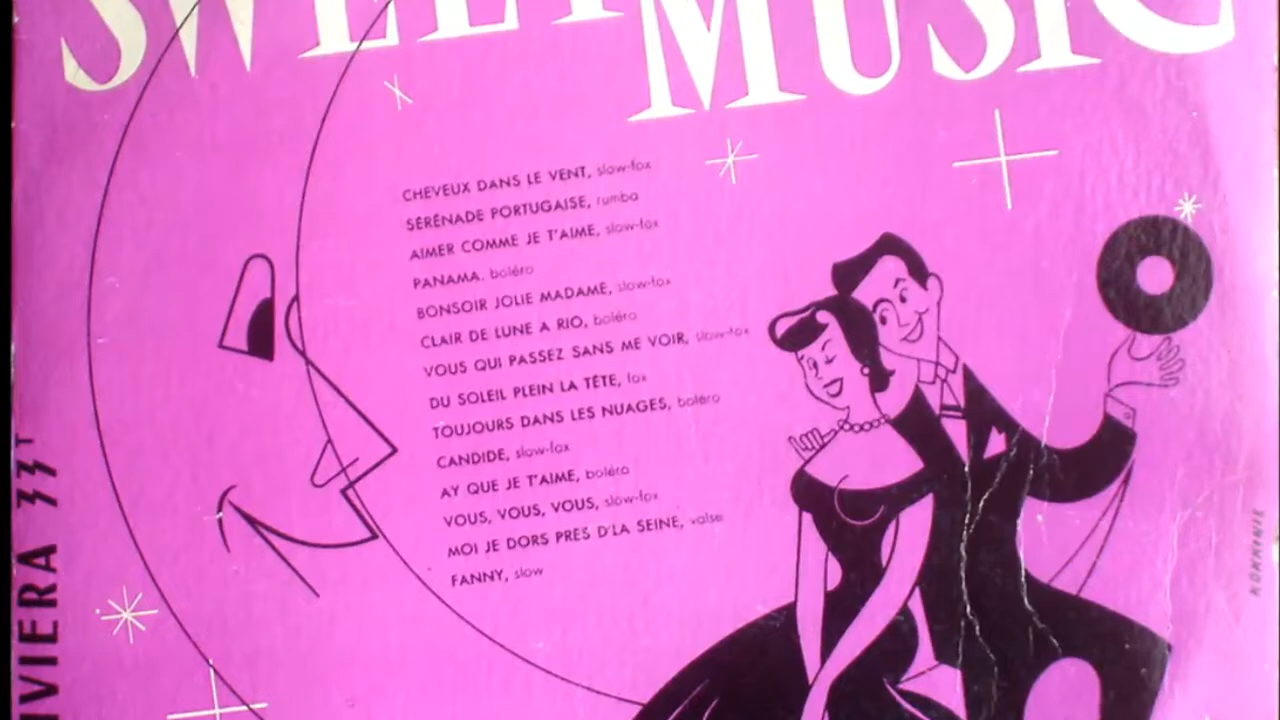 SWEET
MUSIC
CHEVEUX DANS LE VENT, slow-fox
SÉRÉNADE PORTUGAISE, rumba
AIMER COMME JE T'AIME, slow-fox
PANAMA. boléro
BONSOIR JOLIE MADAME, slow-fox
CLAIR DE LUNE A RIO, boléro
VOUS QUI PASSEZ SANS ME VOIR, slow-fox
DU SOLEIL PLEIN LA TÊTE, fox
TOUJOURS DANS LES NUAGES, boléro
CANDIDE, slow-fox
AY QUE JE T'AIME, boléro
VOUS, VOUS, VOUS, slow-fox
MOI JE DORS PRES D'LA SEINE, valse
FANNY, slow
IVIERA 33T